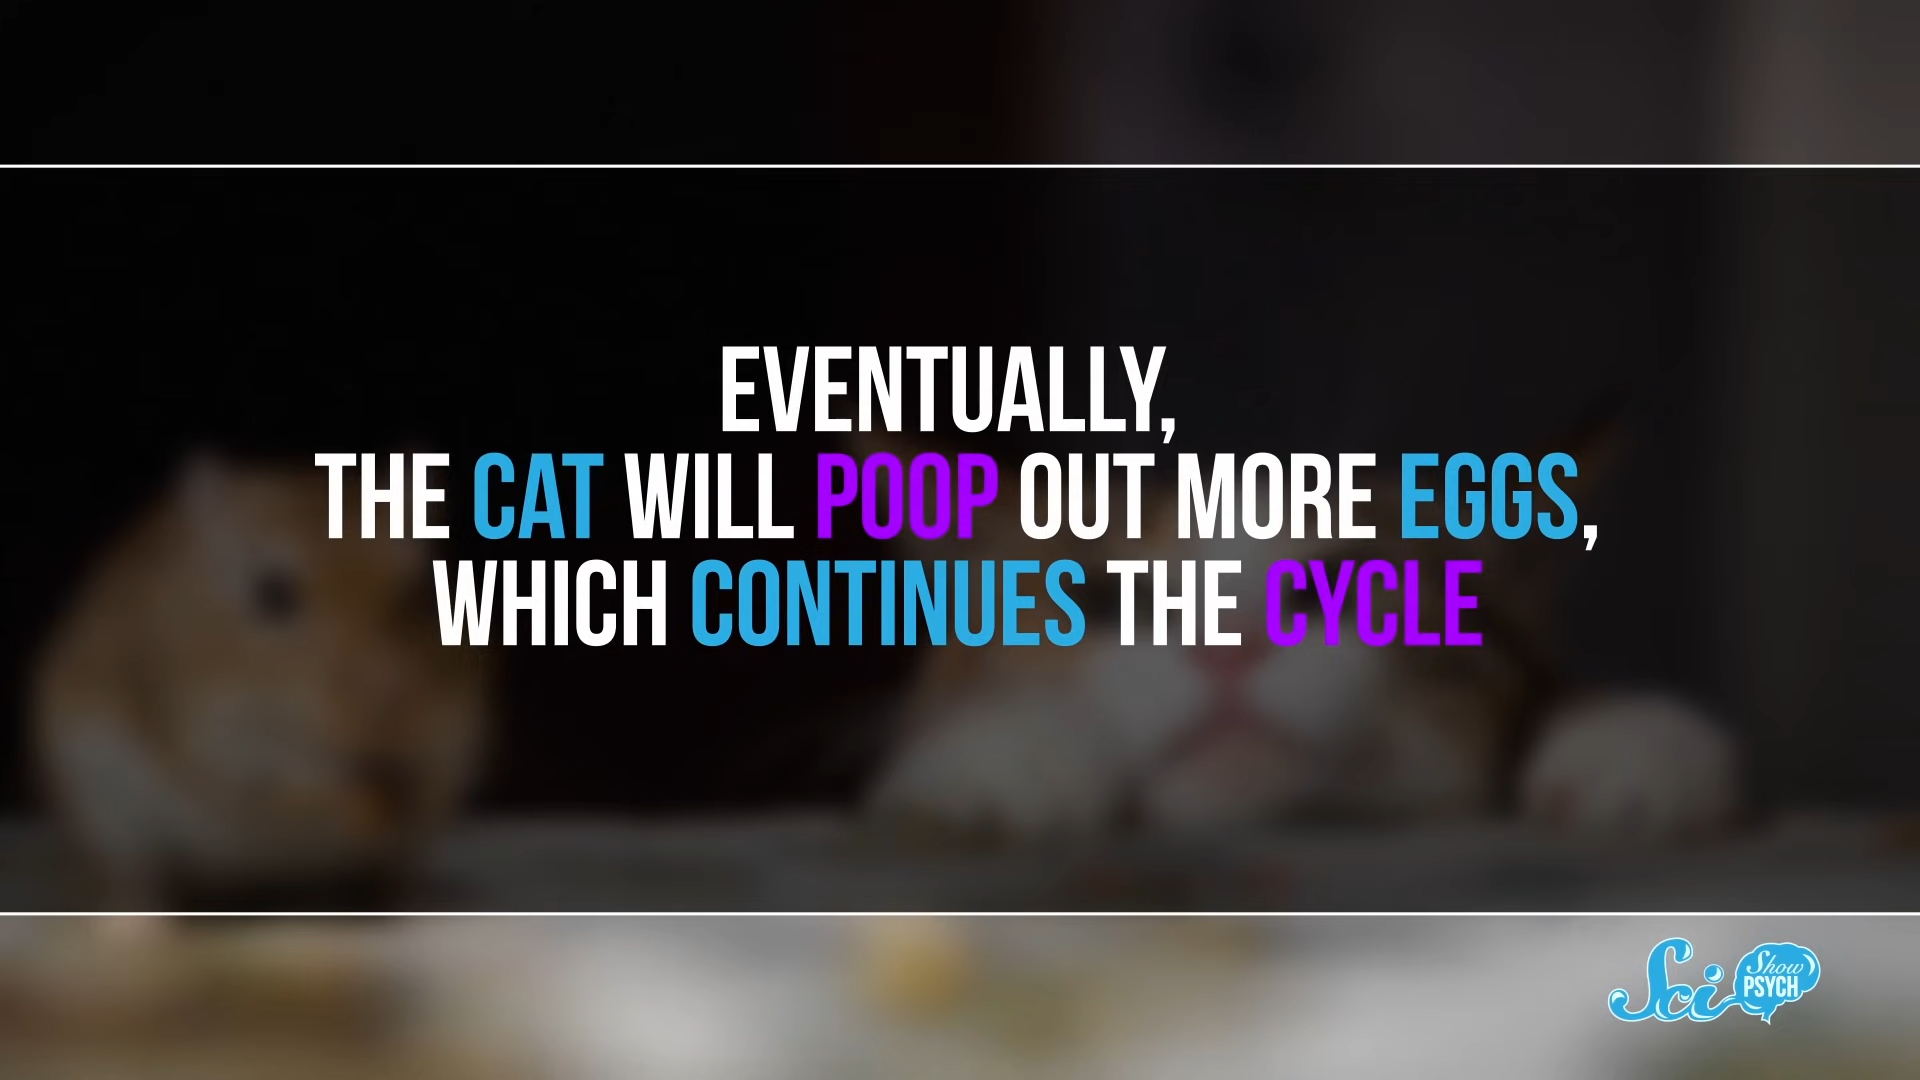 EVENTUALLY,
THE CAT WILL POOP OUT MORE EGGS,
WHICH CONTINUES THE CYCLE
Sci Show
PSYCH